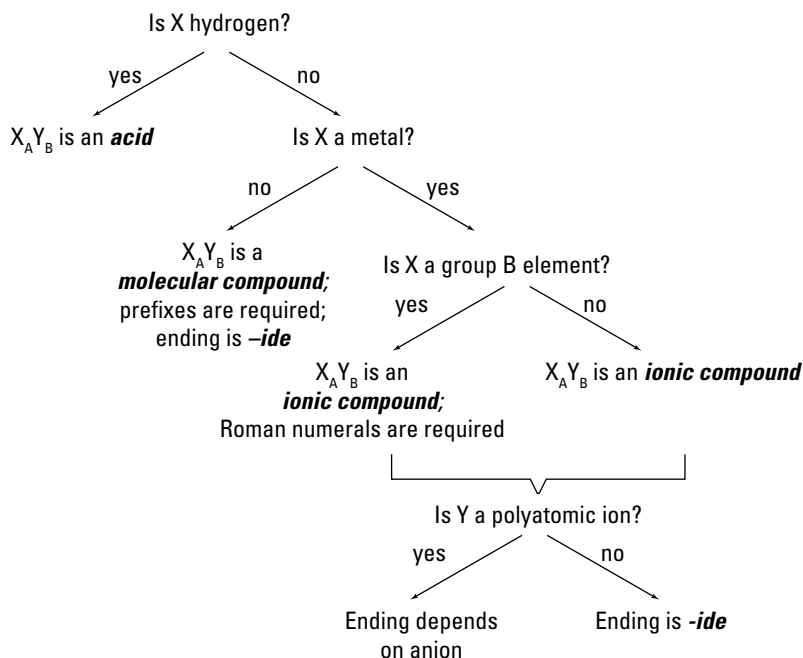 Is X hydrogen?
yes
no
XAYB is an acid
Is X a metal?
no
yes
XAYB is a
molecular compound;
prefixes are required;
ending is –ide
Is X a group B element?
yes
no
XAYB is an
ionic compound;
Roman numerals are required
XAYB is an ionic compound
Is Y a polyatomic ion?
yes
no
Ending depends
on anion
Ending is -ide